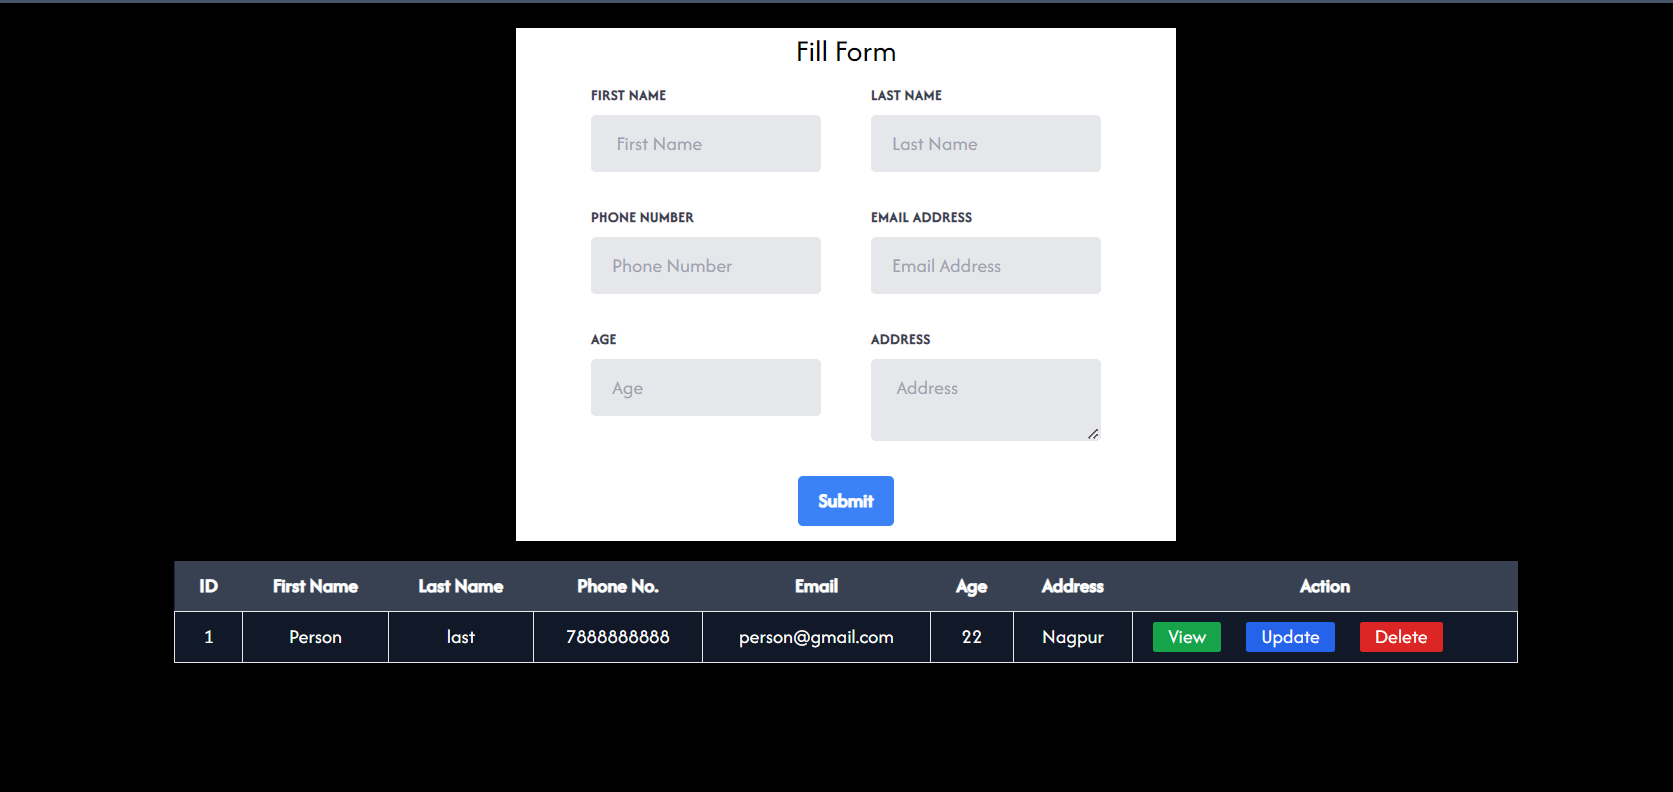 Fill Form
FIRST NAME LAST NAME
First Name Last Name
PHONE NUMBER EMAIL ADDRESS
Phone Number Email Address
AGE ADDRESS
Age Address
Submit
ID First Name Last Name Phone No. Email Age Address Action
1 Person last 7888888888 person@gmail.com 22 Nagpur View Update Delete